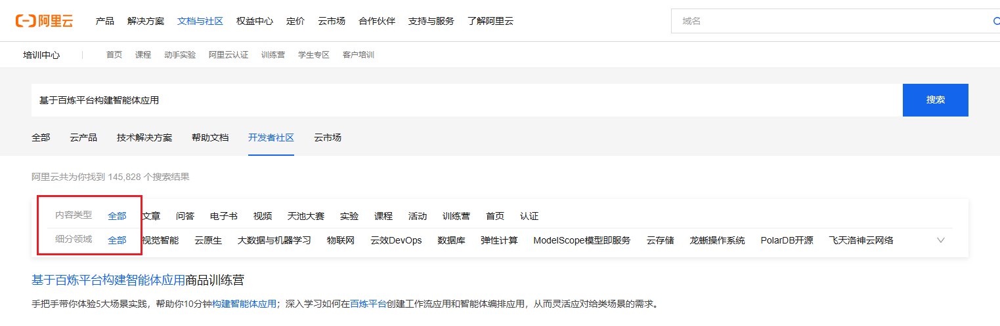 阿里云 产品 解决方案 文档与社区 权益中心 定价 云市场 合作伙伴 支持与服务 了解阿里云 域名
培训中心 首页 课程 动手实验 阿里云认证 训练营 学生专区 客户培训
基于百炼平台构建智能体应用 搜索
全部 云产品 技术解决方案 帮助文档 开发者社区 云市场
阿里云共为你找到 145,828 个搜索结果
内容类型 全部 文章 问答 电子书 视频 天池大赛 实验 课程 活动 训练营 首页 认证
细分领域 全部 视觉智能 云原生 大数据与机器学习 物联网 云效DevOps 数据库 弹性计算 ModelScope模型即服务 云存储 龙蜥操作系统 PolarDB开源 飞天洛神云网络
基于百炼平台构建智能体应用商品训练营
手把手带你体验5大场景实践，帮助你10分钟构建智能体应用；深入学习如何在百炼平台创建工作流应用和智能体编排应用，从而灵活应对给类场景的需求。